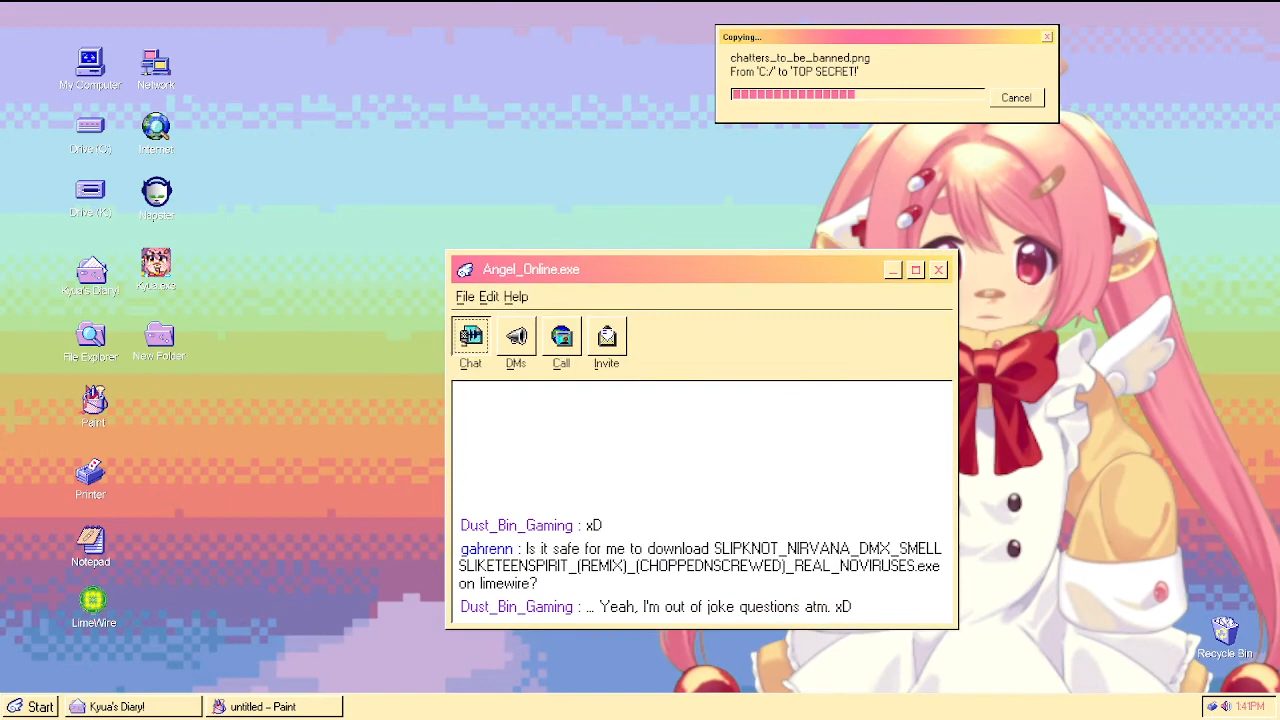 Copying...
chatters_to_be_banned.png
From 'C:/' to 'TOP SECRET!'
Cancel
My Computer
Network
Drive (C)
Internet
Drive (K)
Napster
Kyua's Diary
File Explorer
New Folder
Paint
Printer
Notepad
LimeWire
Angel_Online.exe
File Edit Help
Chat
DMs
Call
Invite
Dust_Bin_Gaming : xD
gahrenn : Is it safe for me to download SLIPKNOT_NIRVANA_DMX_SMELL
SLIKETEENSPIRIT_(REMIX)_(CHOPPEDNSCREWED)_REAL_NOVIRUSES.exe
on limewire?
Dust_Bin_Gaming : ... Yeah, I'm out of joke questions atm. xD
Recycle Bin
Start
Kyua's Diary!
untitled - Paint
1:41PM